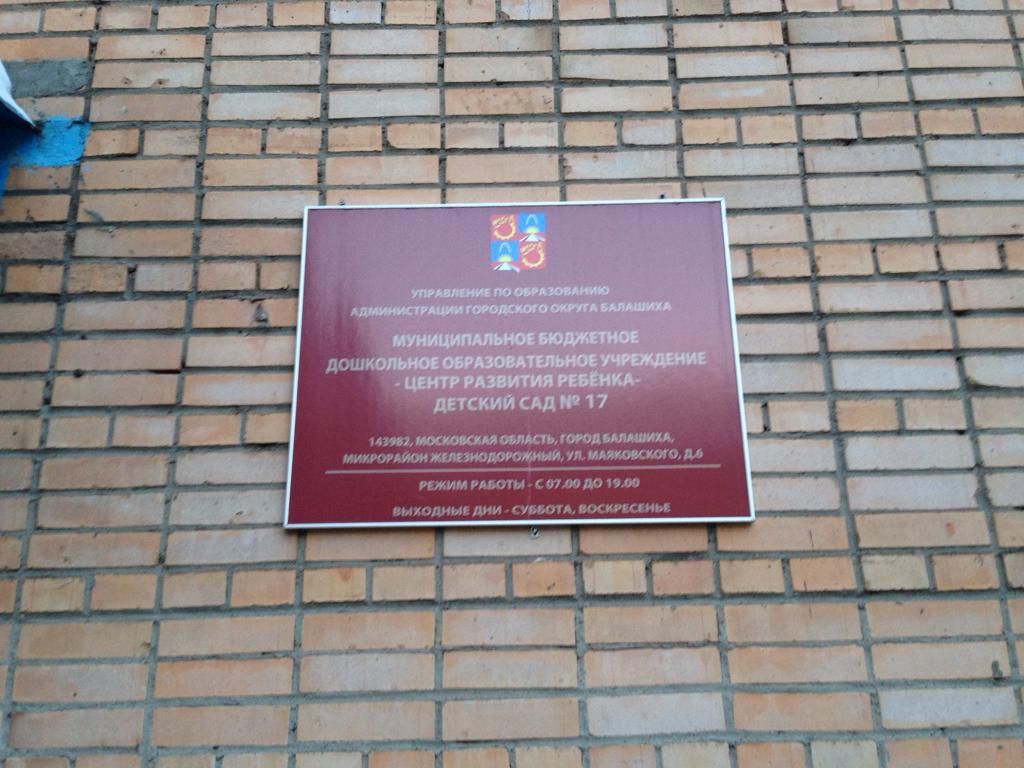 УПРАВЛЕНИЕ ПО ОБРАЗОВАНИЮ
АДМИНИСТРАЦИИ ГОРОДСКОГО ОКРУГА БАЛАШИХА
МУНИЦИПАЛЬНОЕ БЮДЖЕТНОЕ
ДОШКОЛЬНОЕ ОБРАЗОВАТЕЛЬНОЕ УЧРЕЖДЕНИЕ
- ЦЕНТР РАЗВИТИЯ РЕБЁНКА-
ДЕТСКИЙ САД № 17
143982, МОСКОВСКАЯ ОБЛАСТЬ, ГОРОД БАЛАШИХА,
МИКРОРАЙОН ЖЕЛЕЗНОДОРОЖНЫЙ, УЛ. МАЯКОВСКОГО, Д.6
РЕЖИМ РАБОТЫ - С 07.00 ДО 19.00
ВЫХОДНЫЕ ДНИ - СУББОТА, ВОСКРЕСЕНЬЕ